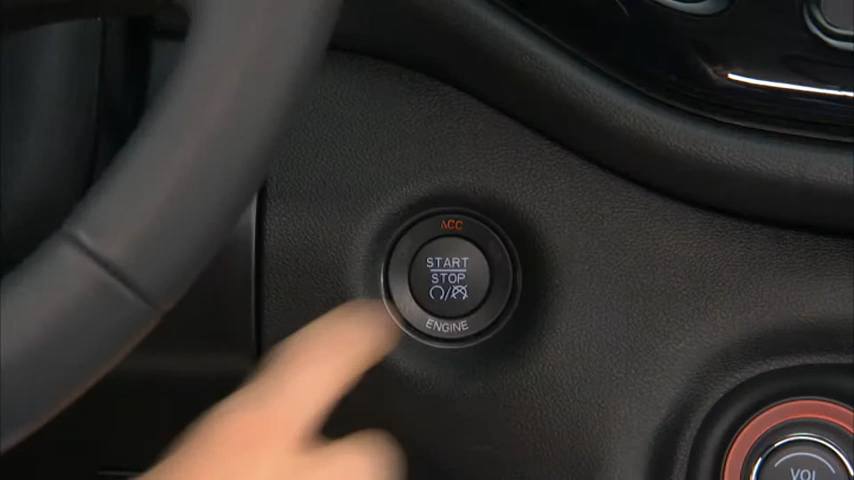 ACC
START
STOP
ENGINE
VOL